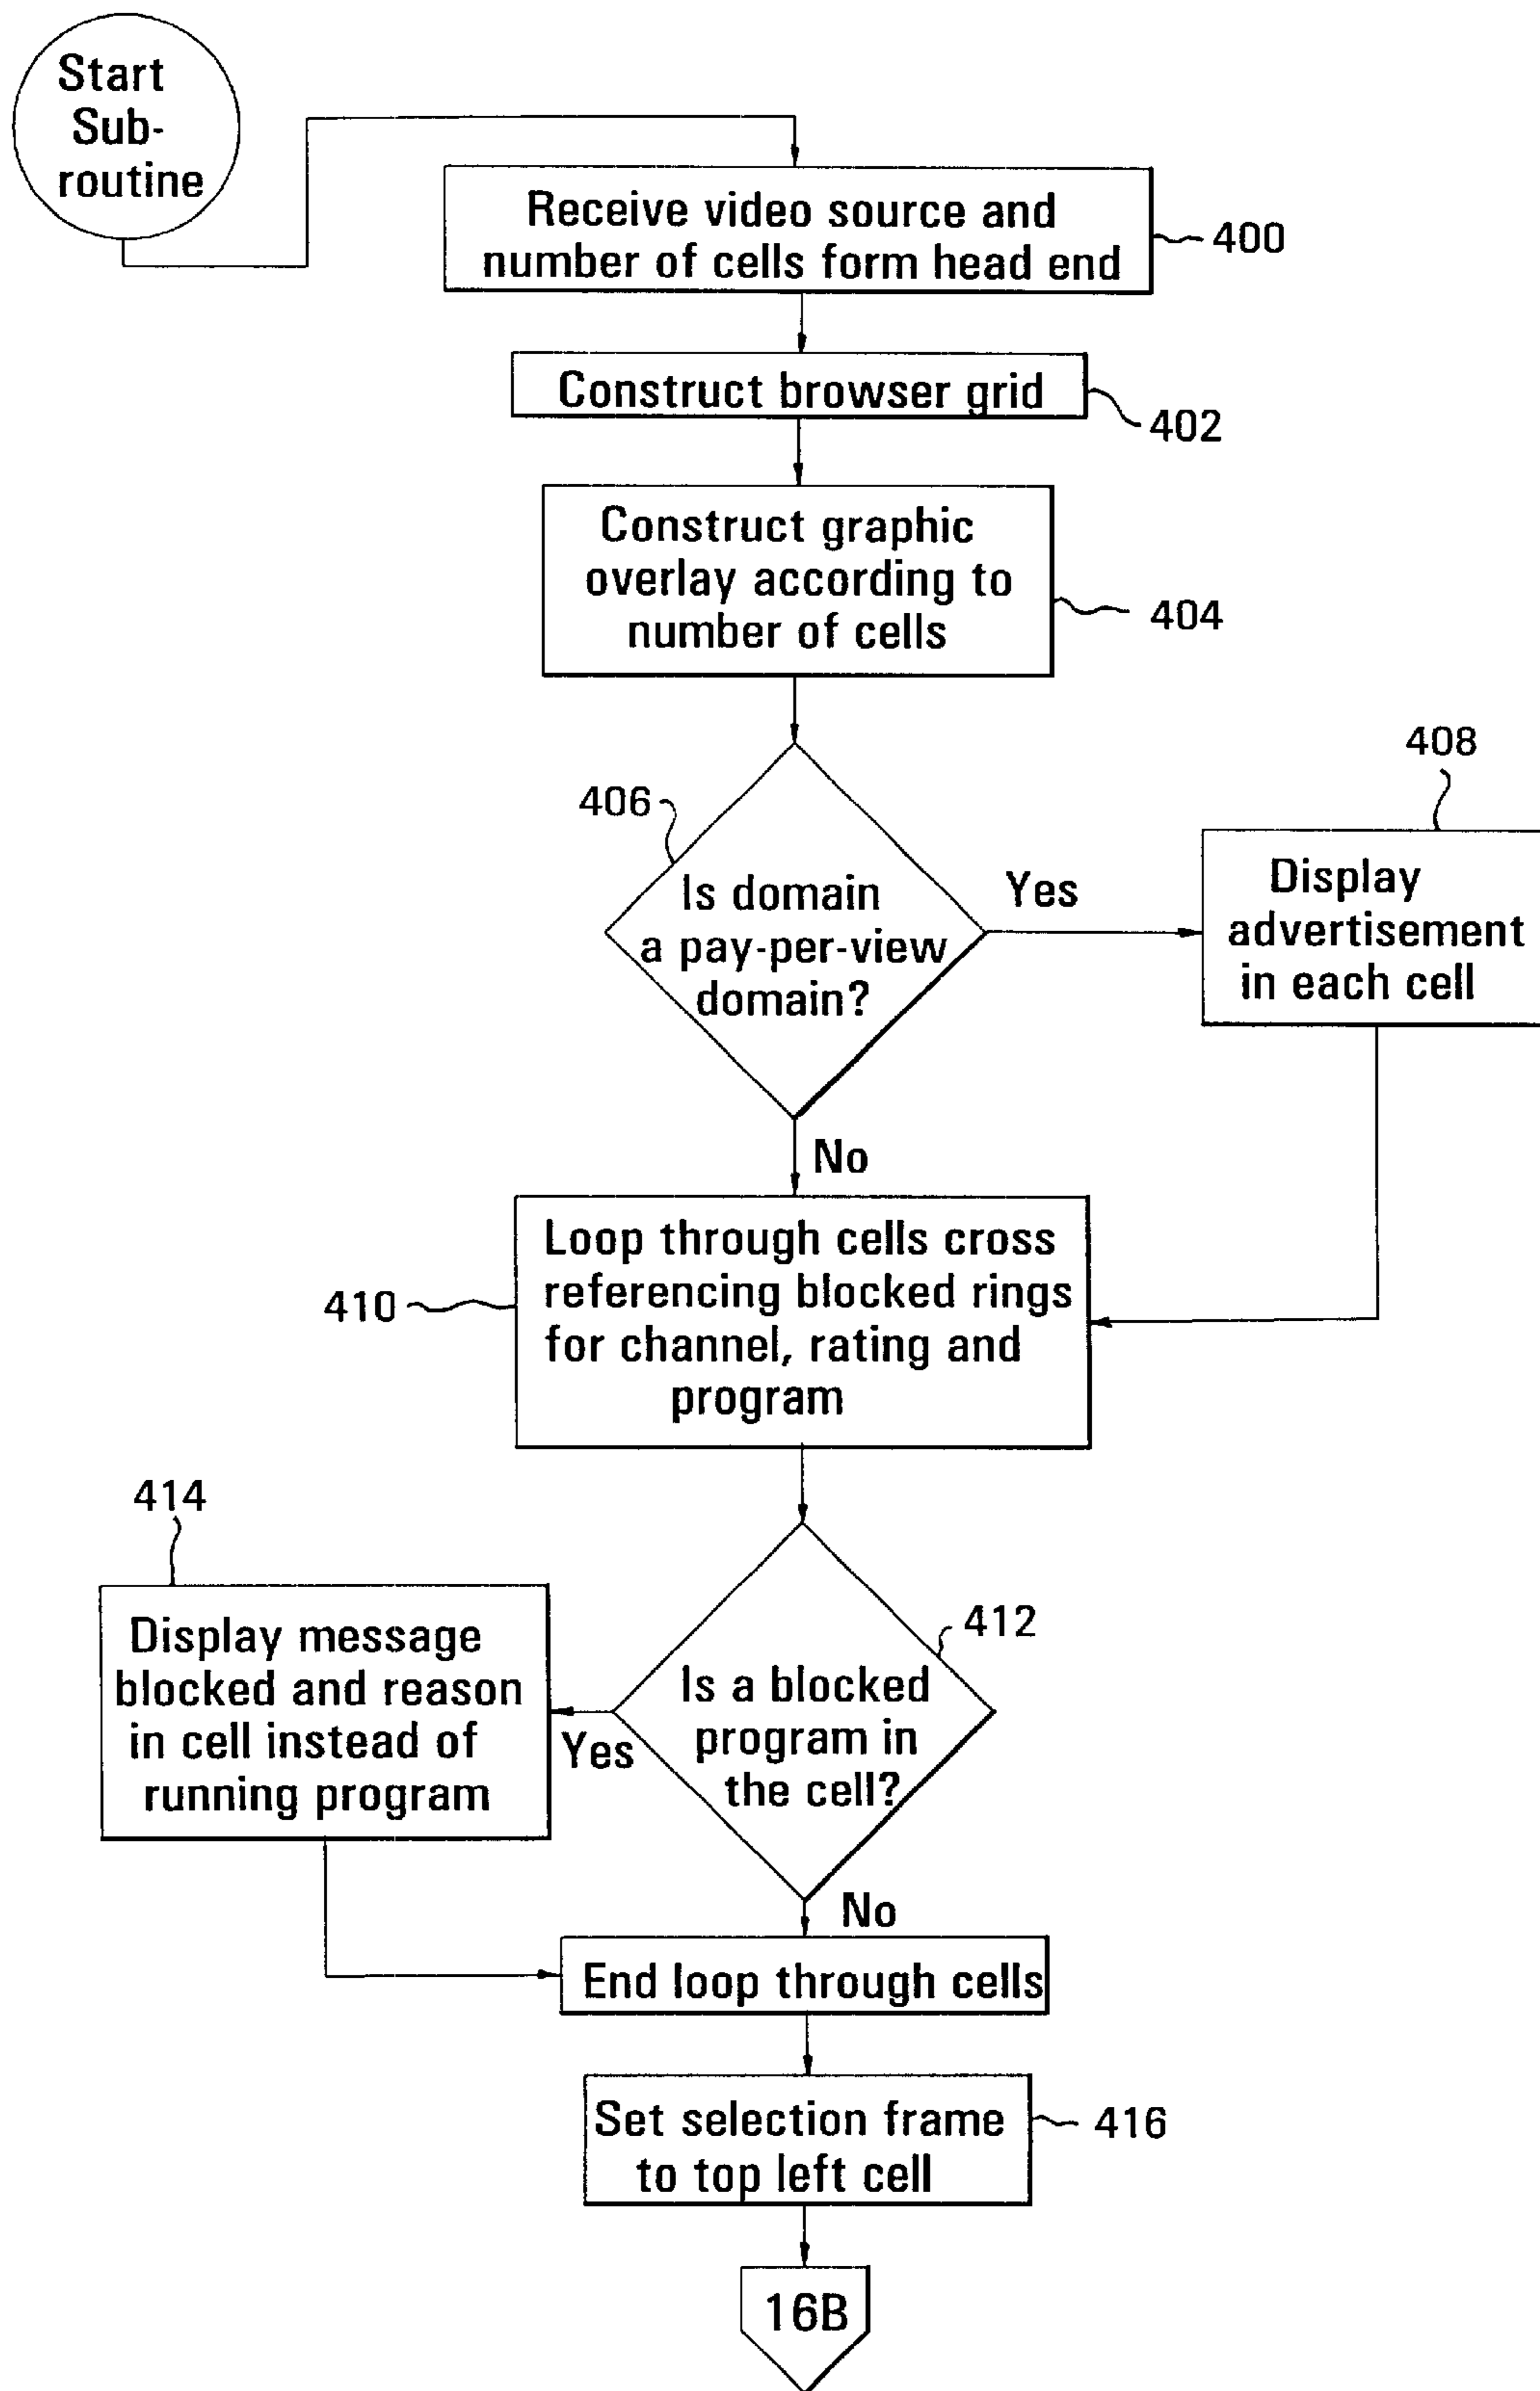 Start
Sub-
routine
Receive video source and
number of cells form head end
400
Construct browser grid
402
Construct graphic
overlay according to
number of cells
404
406
Is domain
a pay-per-view
domain?
Yes
408
Display
advertisement
in each cell
No
410
Loop through cells cross
referencing blocked rings
for channel, rating and
program
414
Display message
blocked and reason
in cell instead of
running program
Yes
412
Is a blocked
program in
the cell?
No
End loop through cells
Set selection frame
to top left cell
416
16B